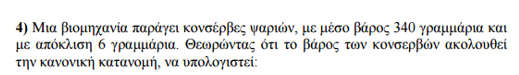 4) Μια βιομηχανία παράγει κονσέρβες ψαριών, με μέσο βάρος 340 γραμμάρια και
με απόκλιση 6 γραμμάρια. Θεωρώντας ότι το βάρος των κονσερβών ακολουθεί
την κανονική κατανομή, να υπολογιστεί: